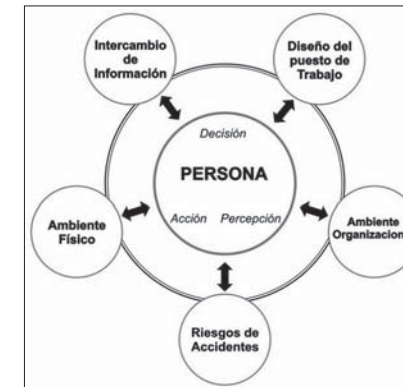 Intercambio
de
Información
Diseño del
puesto de
Trabajo
Decisión
PERSONA
Acción Percepción
Ambiente
Físico
Ambiente
Organizacion
Riesgos de
Accidentes